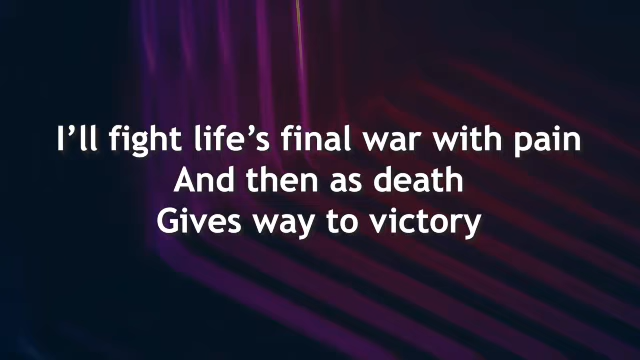 I’ll fight life’s final war with pain
And then as death
Gives way to victory